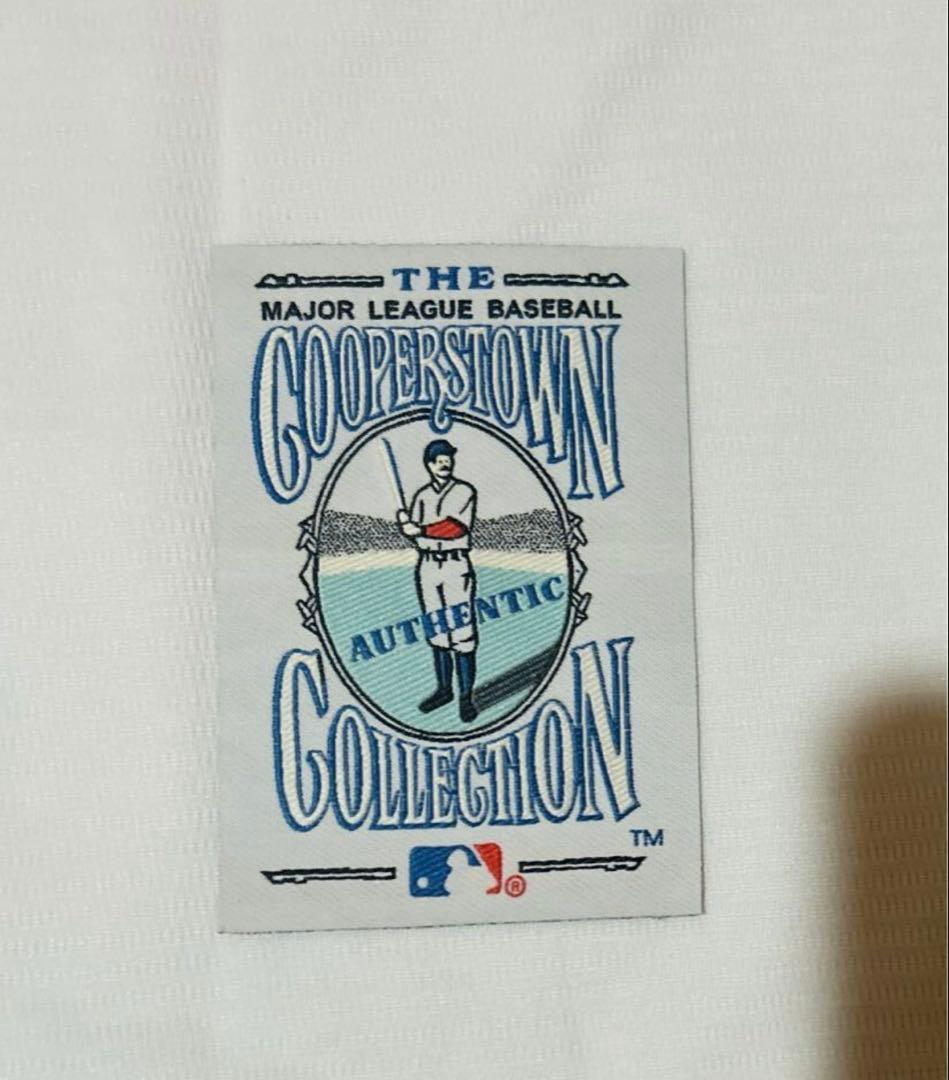 THE
MAJOR LEAGUE BASEBALL
COOPERSTOWN
AUTHENTIC
COLLECTION
TM
®